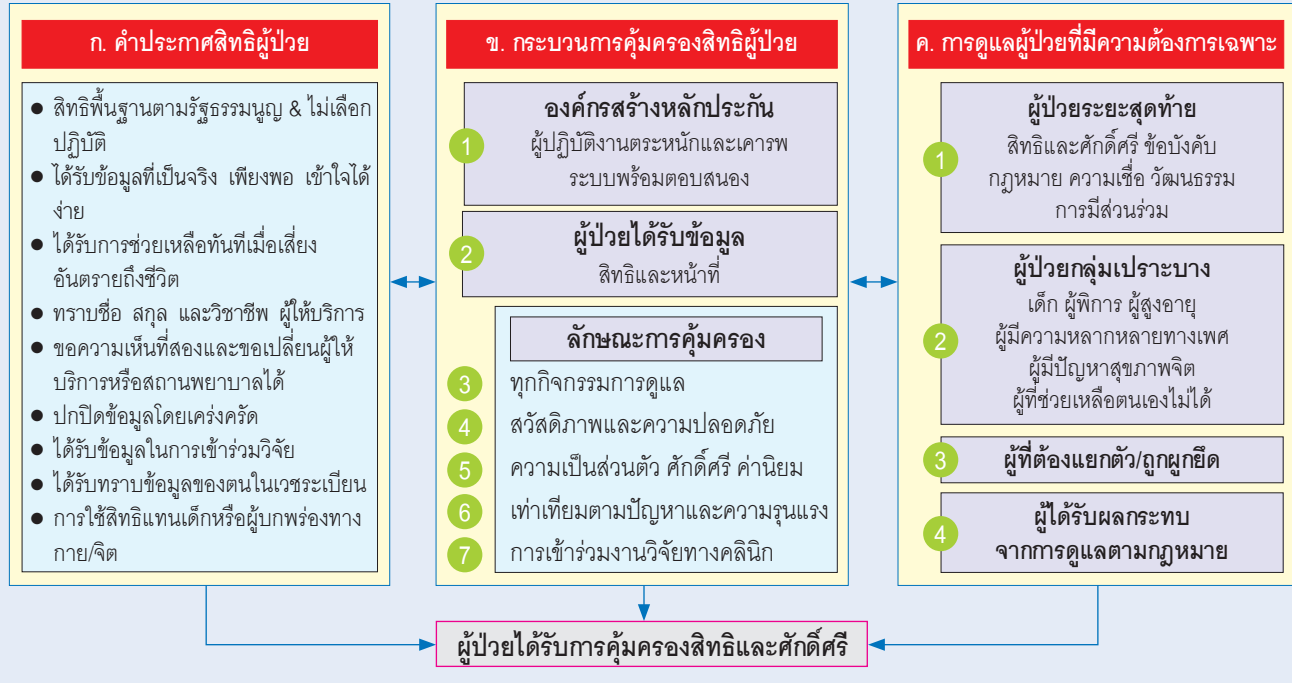 ก. คำประกาศสิทธิผู้ป่วย
● สิทธิพื้นฐานตามรัฐธรรมนูญ & ไม่เลือก
ปฏิบัติ
● ได้รับข้อมูลที่เป็นจริง เพียงพอ เข้าใจได้
ง่าย
● ได้รับการช่วยเหลือทันทีเมื่อเสี่ยง
อันตรายถึงชีวิต
● ทราบชื่อ สกุล และวิชาชีพ ผู้ให้บริการ
● ขอความเห็นที่สองและขอเปลี่ยนผู้ให้
บริการหรือสถานพยาบาลได้
● ปกปิดข้อมูลโดยเคร่งครัด
● ได้รับข้อมูลในการเข้าร่วมวิจัย
● ได้รับทราบข้อมูลของตนในเวชระเบียน
● การใช้สิทธิแทนเด็กหรือผู้บกพร่องทาง
กาย/จิต
ข. กระบวนการคุ้มครองสิทธิผู้ป่วย
องค์กรสร้างหลักประกัน
1 ผู้ปฏิบัติงานตระหนักและเคารพ
ระบบพร้อมตอบสนอง
ผู้ป่วยได้รับข้อมูล
2 สิทธิและหน้าที่
ลักษณะการคุ้มครอง
3 ทุกกิจกรรมการดูแล
4 สวัสดิภาพและความปลอดภัย
5 ความเป็นส่วนตัว ศักดิ์ศรี ค่านิยม
6 เท่าเทียมตามปัญหาและความรุนแรง
7 การเข้าร่วมงานวิจัยทางคลินิก
ค. การดูแลผู้ป่วยที่มีความต้องการเฉพาะ
ผู้ป่วยระยะสุดท้าย
1 สิทธิและศักดิ์ศรี ข้อบังคับ
กฎหมาย ความเชื่อ วัฒนธรรม
การมีส่วนร่วม
ผู้ป่วยกลุ่มเปราะบาง
เด็ก ผู้พิการ ผู้สูงอายุ
2 ผู้มีความหลากหลายทางเพศ
ผู้มีปัญหาสุขภาพจิต
ผู้ที่ช่วยเหลือตนเองไม่ได้
3 ผู้ที่ต้องแยกตัว/ถูกผูกยึด
4 ผู้ได้รับผลกระทบ
จากการดูแลตามกฎหมาย
ผู้ป่วยได้รับการคุ้มครองสิทธิและศักดิ์ศรี